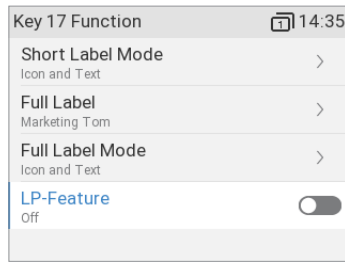 Key 17 Function 1 14:35
Short Label Mode
Icon and Text
Full Label
Marketing Tom
Full Label Mode
Icon and Text
LP-Feature
Off